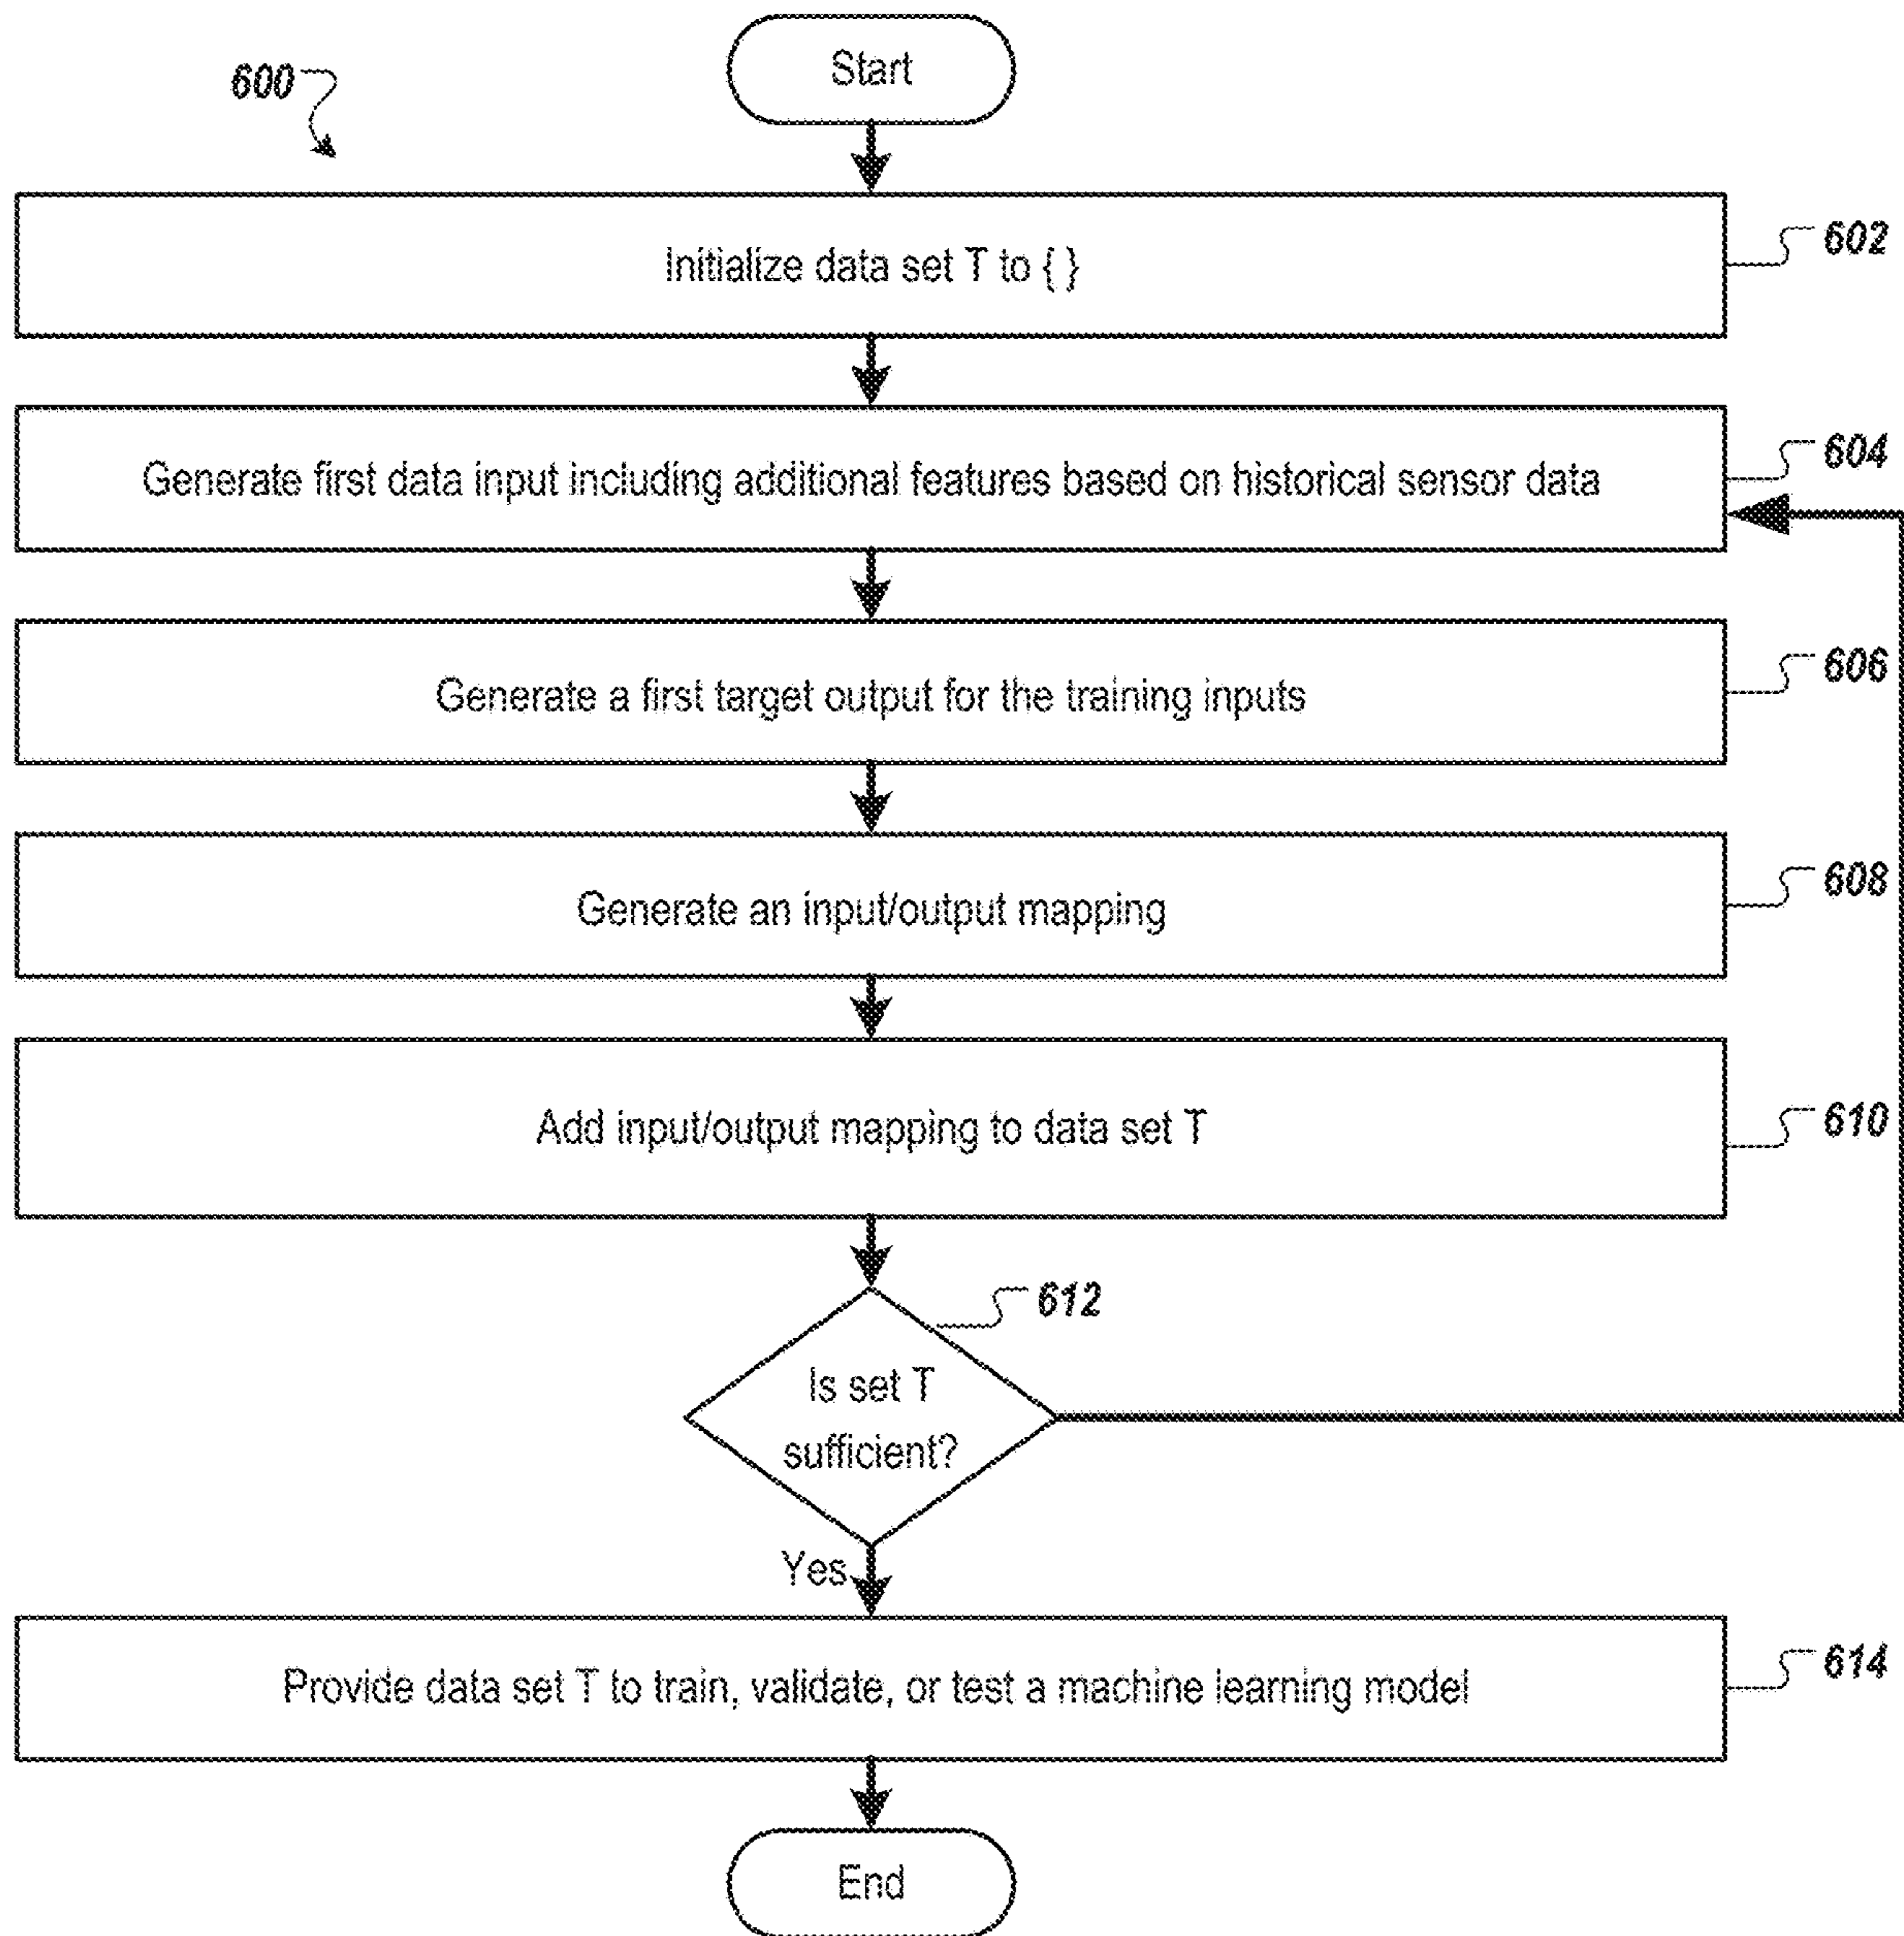 Start
600
Initialize data set T to { }
602
Generate first data input including additional features based on historical sensor data
604
Generate a first target output for the training inputs
606
Generate an input/output mapping
608
Add input/output mapping to data set T
610
612
Is set T
sufficient?
Yes
Provide data set T to train, validate, or test a machine learning model
614
End